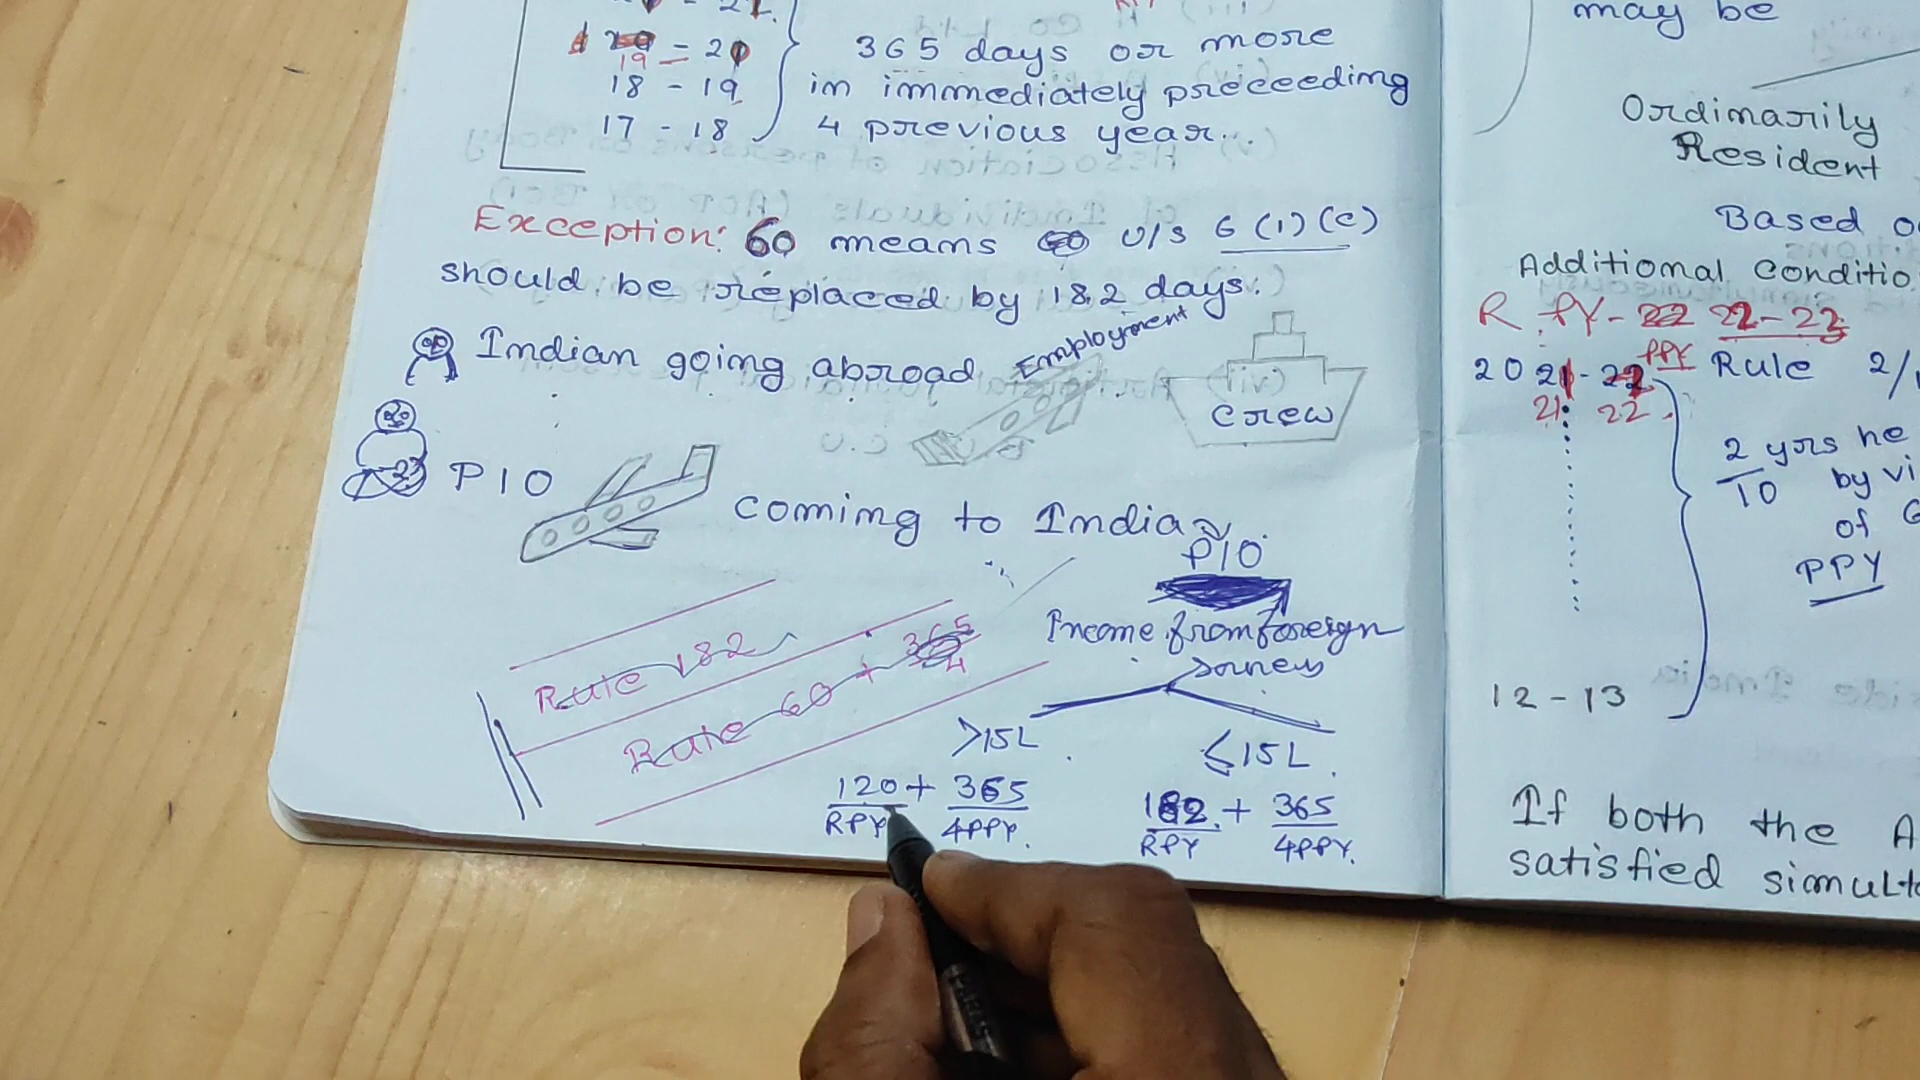 19 - 20
365 days or more
18 - 19
in immediately preceeding
17 - 18
4 previous year.
Exception: 60 means u/s 6 (1) (c)
should be replaced by 182 days.
Indian going abroad Employment
Crew
PIO
coming to India
PIO
Income from foreign
sources
Rule 182
Rule 60 + 365
4
>15L
≤15L
120 + 365
RPY 4PPY.
182 + 365
RPY 4PPY.
may be
Ordinarily
Resident
Based
Additional Conditio
R PY - 22-23
2021 - 22 PPY Rule 2/
21 22
2 yrs he
10 by vi
of
PPY
12 - 13
If both the A
satisfied simult
PARKER